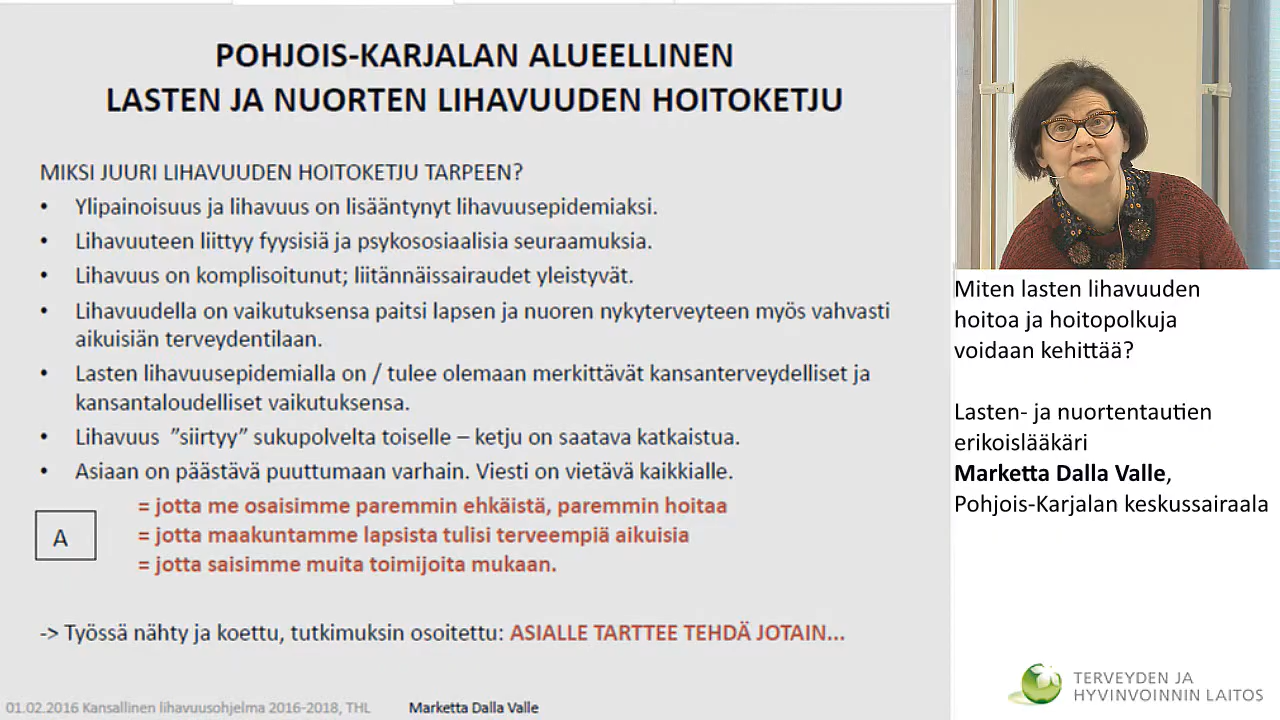 POHJOIS-KARJALAN ALUEELLINEN
LASTEN JA NUORTEN LIHAVUUDEN HOITOKETJU
MIKSI JUURI LIHAVUUDEN HOITOKETJU TARPEEN?
• Ylipainoisuus ja lihavuus on lisääntynyt lihavuusepidemiaksi.
• Lihavuuteen liittyy fyysisiä ja psykososiaalisia seuraamuksia.
• Lihavuus on komplisoitunut; liitännäissairaudet yleistyvät.
• Lihavuudella on vaikutuksensa paitsi lapsen ja nuoren nykyterveyteen myös vahvasti
aikuisiän terveydentilaan.
• Lasten lihavuusepidemialla on / tulee olemaan merkittävät kansanterveydelliset ja
kansantaloudelliset vaikutuksensa.
• Lihavuus ”siirtyy” sukupolvelta toiselle – ketju on saatava katkaistua.
• Asiaan on päästävä puuttumaan varhain. Viesti on vietävä kaikkialle.
= jotta me osaisimme paremmin ehkäistä, paremmin hoitaa
A
= jotta maakuntamme lapsista tulisi terveempiä aikuisia
= jotta saisimme muita toimijoita mukaan.
-> Työssä nähty ja koettu, tutkimuksin osoitettu: ASIALLE TARTTEE TEHDÄ JOTAIN...
01.02.2016 Kansallinen lihavuusohjelma 2016-2018, THL Marketta Dalla Valle
Miten lasten lihavuuden
hoitoa ja hoitopolkuja
voidaan kehittää?
Lasten- ja nuortentautien
erikoislääkäri
Marketta Dalla Valle,
Pohjois-Karjalan keskussairaala
TERVEYDEN JA
HYVINVOINNIN LAITOS